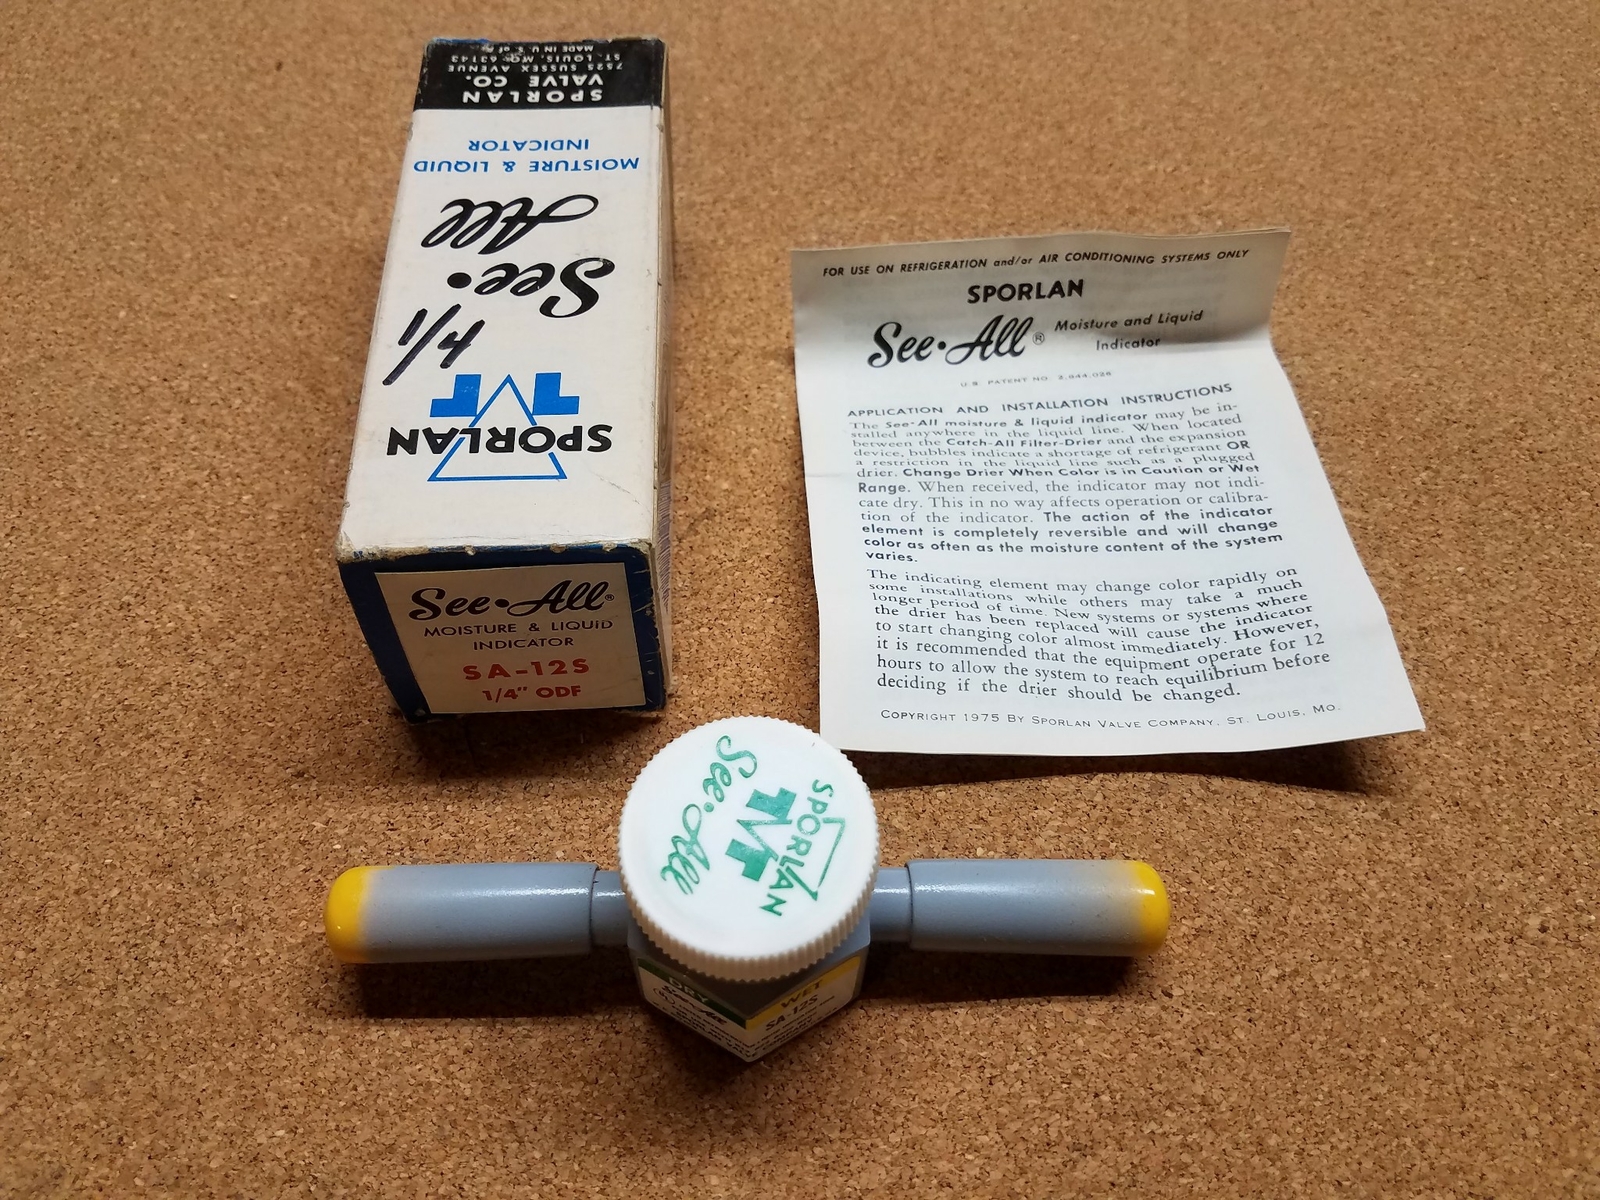 SPORLAN
VALVE CO.
7525 SUSSEX AVENUE
ST. LOUIS, MO. 63143
MADE IN U. S. of A.
MOISTURE & LIQUID
INDICATOR
See•
All
1/4
SPORLAN
See•All®
MOISTURE & LIQUID
INDICATOR
SA-12S
1/4" ODF
FOR USE ON REFRIGERATION and/or AIR CONDITIONING SYSTEMS ONLY
SPORLAN
See•All® Moisture and Liquid
Indicator
U.S. PATENT NO. 2,844,026
APPLICATION AND INSTALLATION INSTRUCTIONS
The See-All moisture & liquid indicator may be in-
stalled anywhere in the liquid line. When located
between the Catch-All Filter-Drier and the expansion
device, bubbles indicate a shortage of refrigerant OR
a restriction in the liquid line such as a plugged
drier. Change Drier When Color is in Caution or Wet
Range. When received, the indicator may not indi-
cate dry. This in no way affects operation or calibra-
tion of the indicator. The action of the indicator
element is completely reversible and will change
color as often as the moisture content of the system
varies.
The indicating element may change color rapidly on
some installations while others may take a much
longer period of time. New systems or systems where
the drier has been replaced will cause the indicator
to start changing color almost immediately. However,
it is recommended that the equipment operate for 12
hours to allow the system to reach equilibrium before
deciding if the drier should be changed.
COPYRIGHT 1975 BY SPORLAN VALVE COMPANY, ST. LOUIS, MO.
SPORLAN
See•All
DRY
See•All
WET
SA-12S